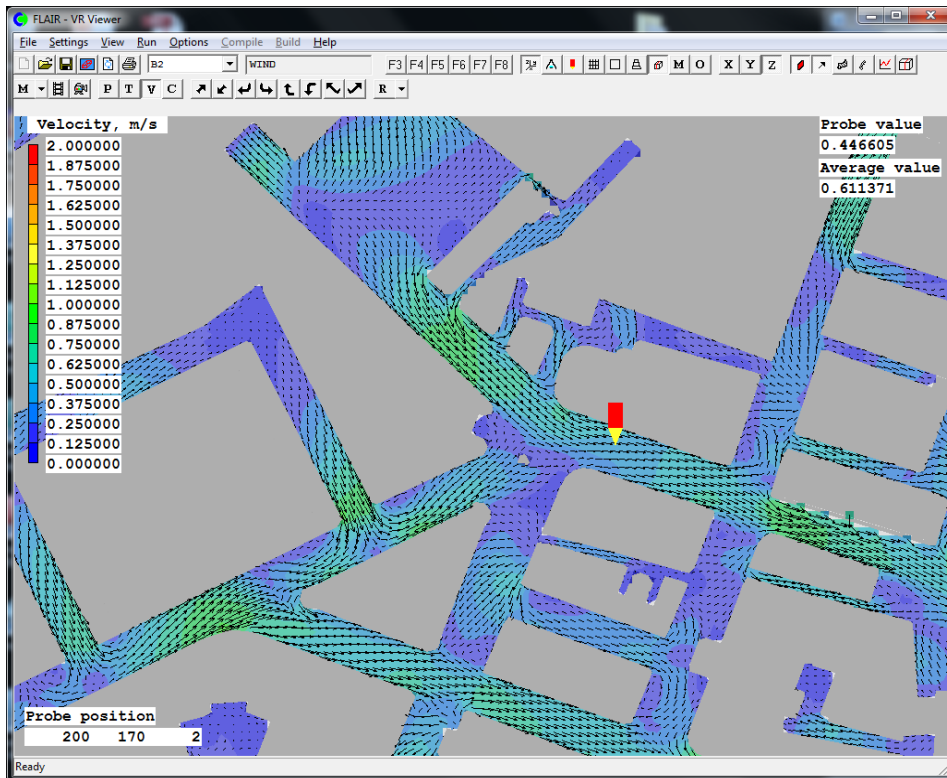 FLAIR - VR Viewer
File Settings View Run Options Compile Build Help
B2 WIND F3 F4 F5 F6 F7 F8 M O X Y Z
M P T V C R
Velocity, m/s
2.000000
1.875000
1.750000
1.625000
1.500000
1.375000
1.250000
1.125000
1.000000
0.875000
0.750000
0.625000
0.500000
0.375000
0.250000
0.125000
0.000000
Probe value
0.446605
Average value
0.611371
Probe position
200 170 2
Ready